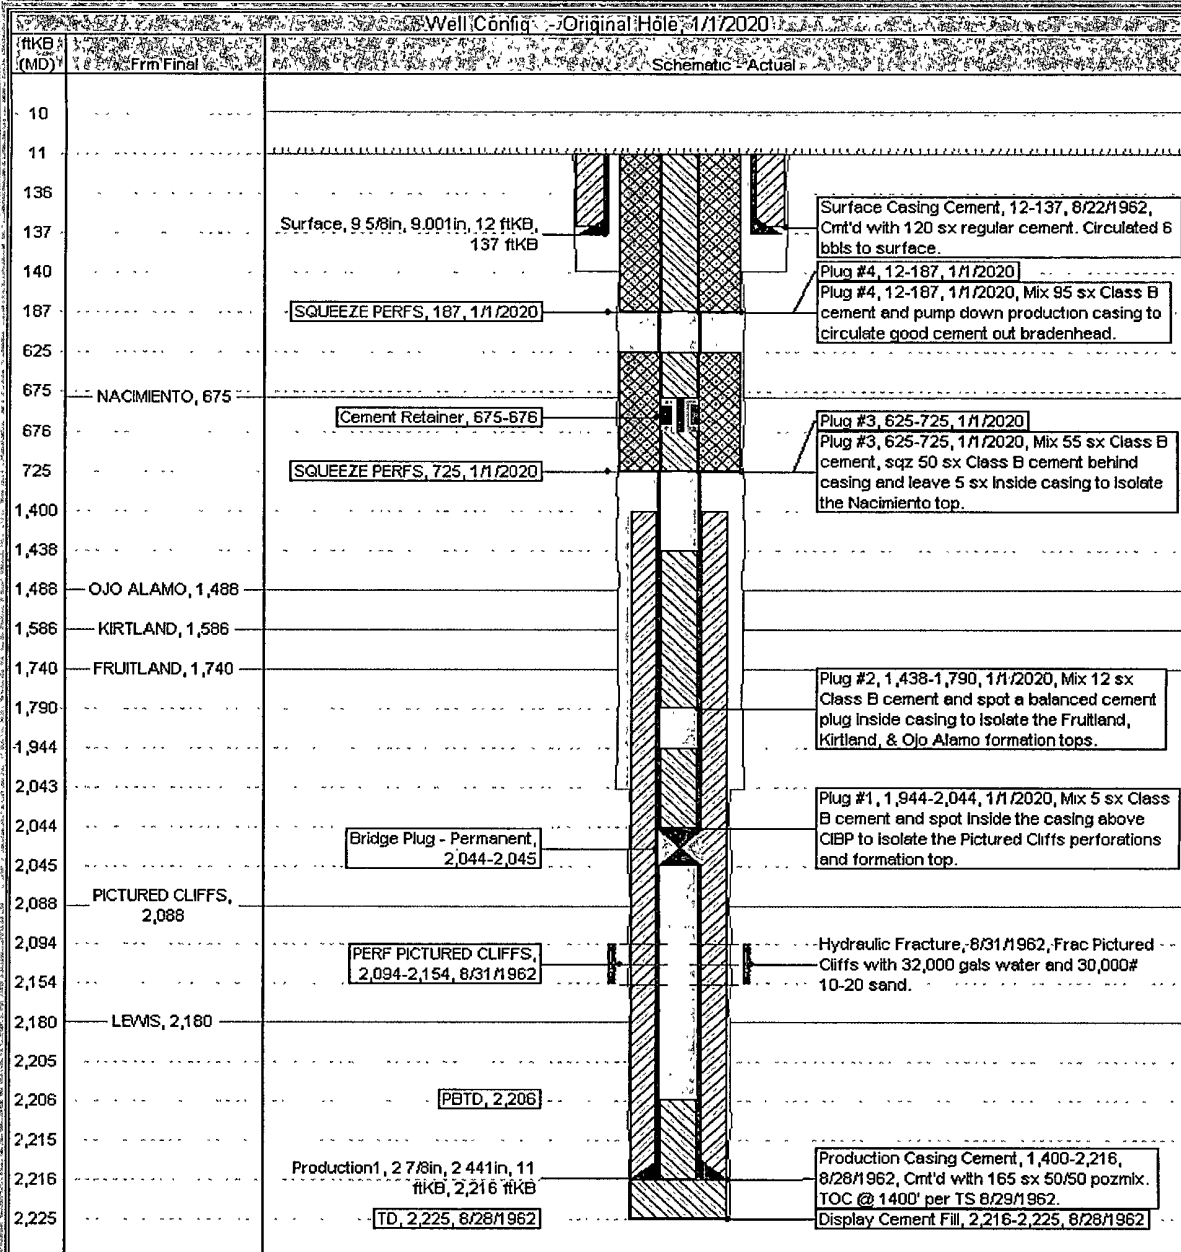 Well Config. - Original Hole, 1/1/2020
ftKB
(MD)
Frm Final
Schematic - Actual
10
11
136
137
140
187
625
675
676
725
1,400
1,438
1,488
1,586
1,740
1,790
1,944
2,043
2,044
2,045
2,088
2,094
2,154
2,180
2,205
2,206
2,215
2,216
2,225
NACIMIENTO, 675
OJO ALAMO, 1,488
KIRTLAND, 1,586
FRUITLAND, 1,740
PICTURED CLIFFS,
2,088
LEWIS, 2,180
Surface, 9 5/8in, 9.001in, 12 ftKB,
137 ftKB
SQUEEZE PERFS, 187, 1/1/2020
Cement Retainer, 675-676
SQUEEZE PERFS, 725, 1/1/2020
Bridge Plug - Permanent,
2,044-2,045
PERF PICTURED CLIFFS,
2,094-2,154, 8/31/1962
PBTD, 2,206
Production1, 2 7/8in, 2 441in, 11
ftKB, 2,216 ftKB
TD, 2,225, 8/28/1962
Surface Casing Cement, 12-137, 8/22/1962,
Cmt'd with 120 sx regular cement. Circulated 6
bbls to surface.
Plug #4, 12-187, 1/1/2020
Plug #4, 12-187, 1/1/2020, Mix 95 sx Class B
cement and pump down production casing to
circulate good cement out bradenhead.
Plug #3, 625-725, 1/1/2020
Plug #3, 625-725, 1/1/2020, Mix 55 sx Class B
cement, sqz 50 sx Class B cement behind
casing and leave 5 sx inside casing to isolate
the Nacimiento top.
Plug #2, 1,438-1,790, 1/1/2020, Mix 12 sx
Class B cement and spot a balanced cement
plug inside casing to isolate the Fruitland,
Kirtland, & Ojo Alamo formation tops.
Plug #1, 1,944-2,044, 1/1/2020, Mix 5 sx Class
B cement and spot inside the casing above
CIBP to isolate the Pictured Cliffs perforations
and formation top.
Hydraulic Fracture, 8/31/1962, Frac Pictured
Cliffs with 32,000 gals water and 30,000#
10-20 sand.
Production Casing Cement, 1,400-2,216,
8/28/1962, Cmt'd with 165 sx 50/50 pozmix.
TOC @ 1400' per TS 8/29/1962.
Display Cement Fill, 2,216-2,225, 8/28/1962